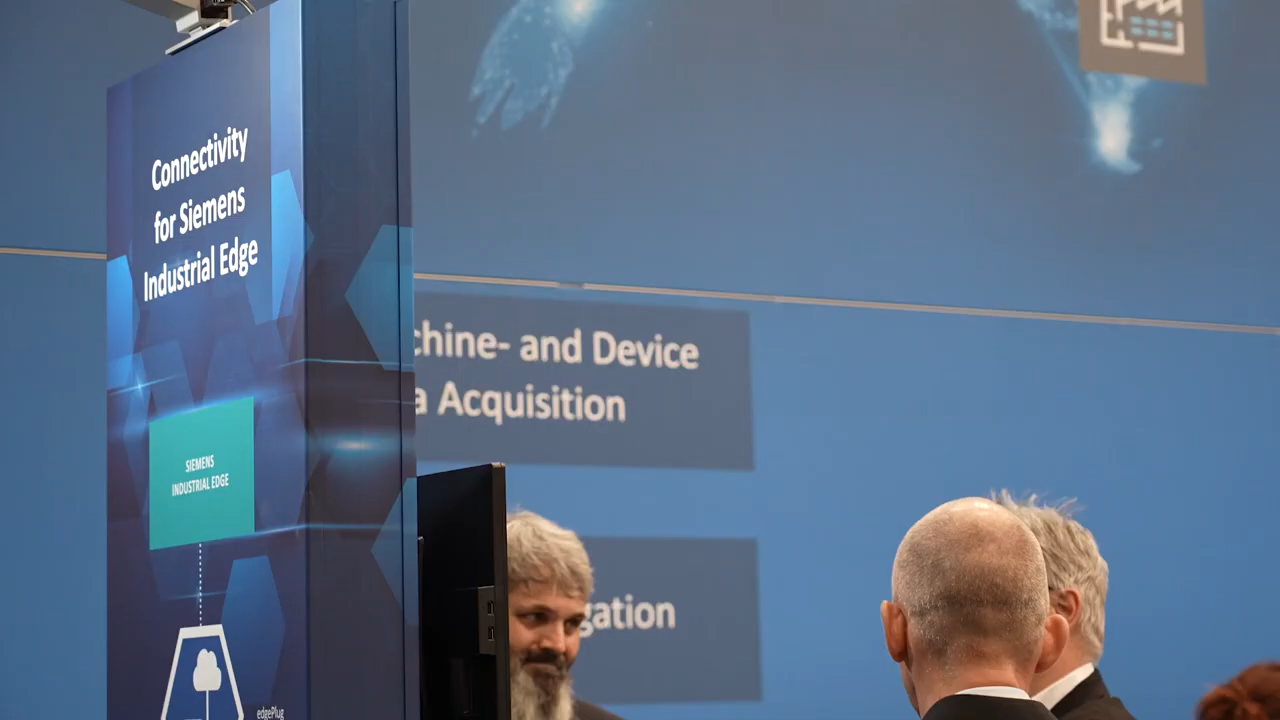 Connectivity
for Siemens
Industrial Edge
SIEMENS
INDUSTRIAL EDGE
edgePlug
chine- and Device
a Acquisition
gation